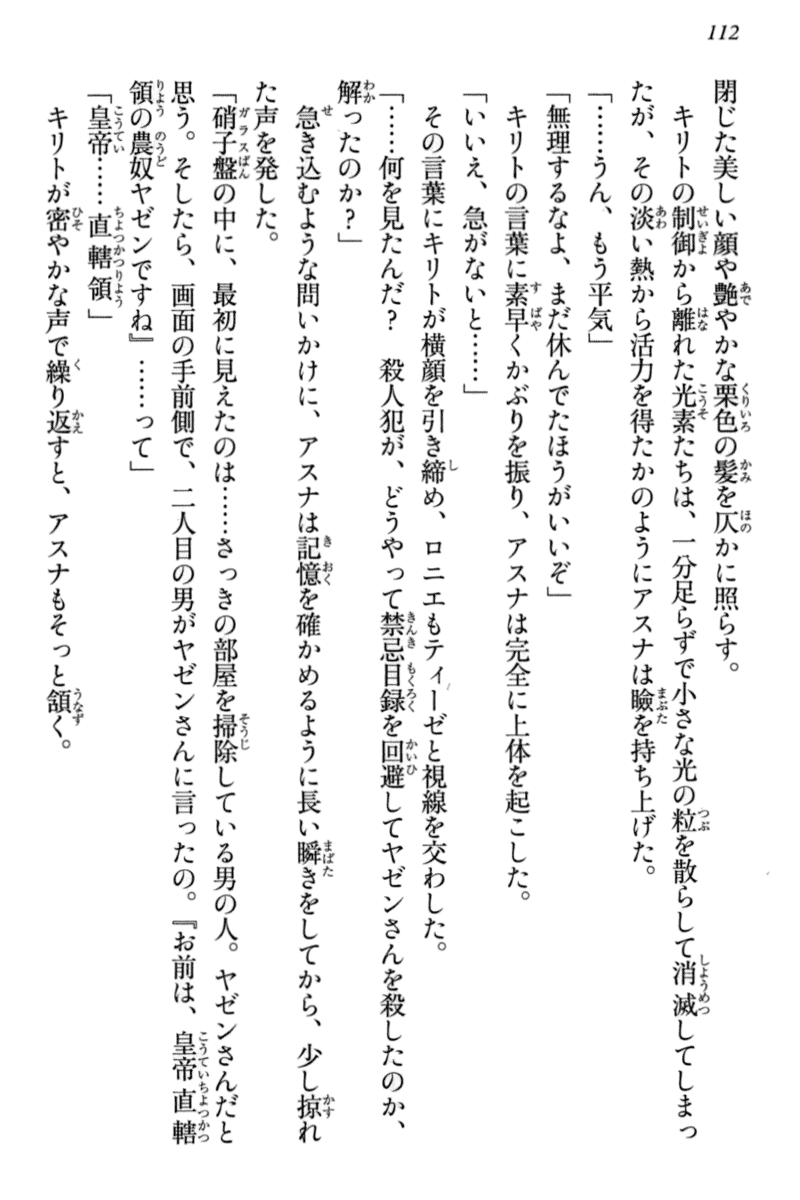 112
閉じた美しい顔や艶やかな栗色の髪を仄かに照らす。
キリトの制御から離れた光素たちは、一分足らずで小さな光の粒を散らして消滅してしまっ
たが、その淡い熱から活力を得たかのようにアスナは瞼を持ち上げた。
「……うん、もう平気」
「無理するなよ、まだ休んでたほうがいいぞ」
キリトの言葉に素早くかぶりを振り、アスナは完全に上体を起こした。
「いいえ、急がないと……」
その言葉にキリトが横顔を引き締め、ロニエもティーゼと視線を交わした。
「……何を見たんだ？　殺人犯が、どうやって禁忌目録を回避してヤゼンさんを殺したのか、
解ったのか？」
急き込むような問いかけに、アスナは記憶を確かめるように長い瞬きをしてから、少し掠れ
た声を発した。
「硝子盤の中に、最初に見えたのは……さっきの部屋を掃除している男の人。ヤゼンさんだと
思う。そしたら、画面の手前側で、二人目の男がヤゼンさんに言ったの。『お前は、皇帝直轄
領の農奴ヤゼンですね』……って」
「皇帝……直轄領」
キリトが密やかな声で繰り返すと、アスナもそっと頷く。